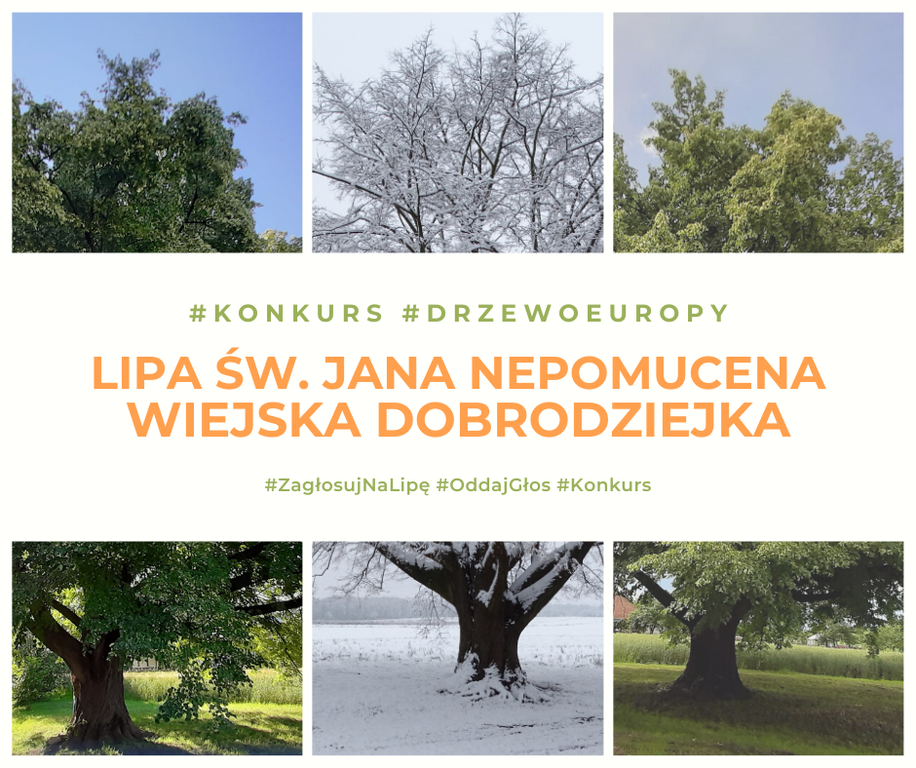 #KONKURS #DRZEWOEUROPY
LIPA ŚW. JANA NEPOMUCENA
WIEJSKA DOBRODZIEJKA
#ZagłosujNaLipę #OddajGłos #Konkurs